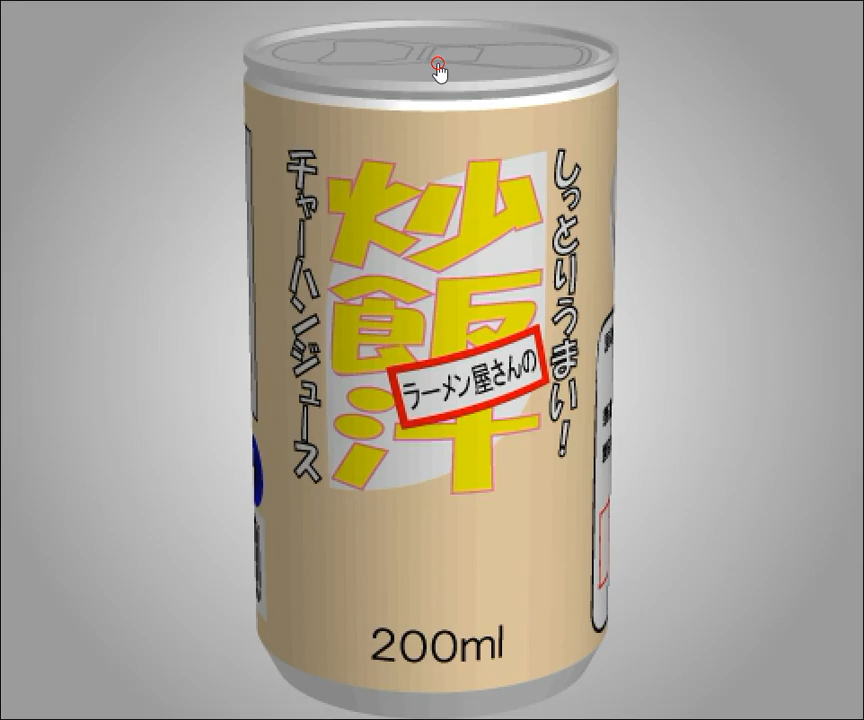 しっとりうまい!
炒飯汁
ラーメン屋さんの
チャーハンジュース
200ml